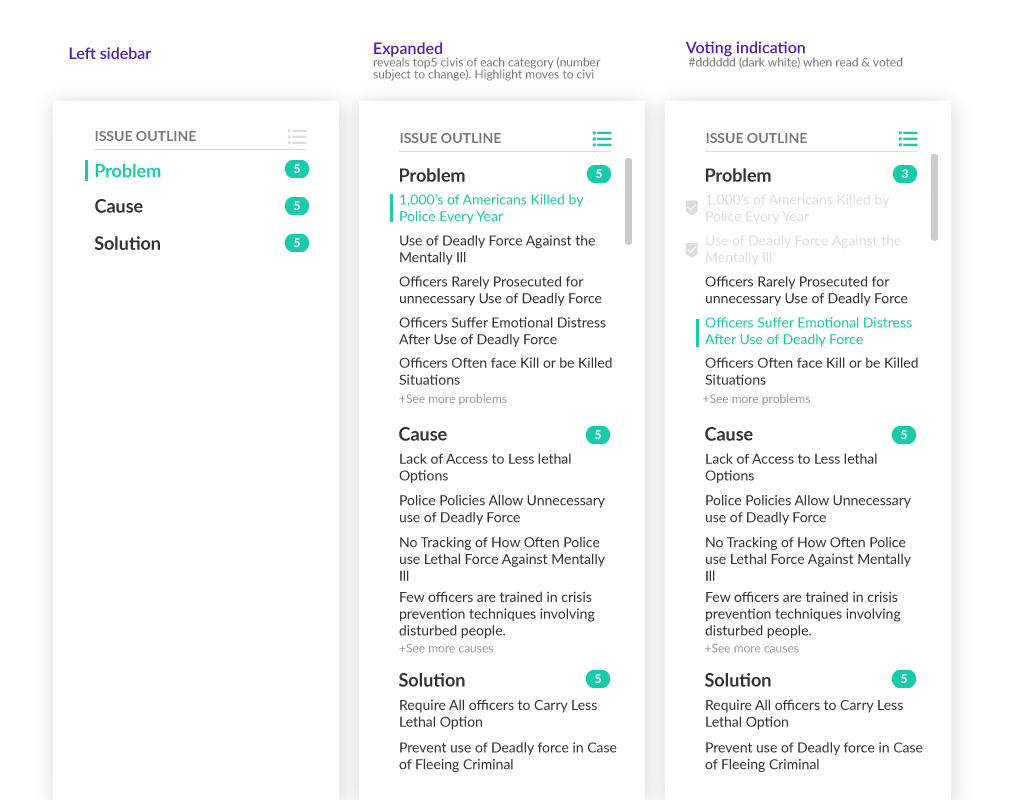 Left sidebar
ISSUE OUTLINE
Problem 5
Cause 5
Solution 5
Expanded
reveals top5 civis of each category (number
subject to change). Highlight moves to civi
ISSUE OUTLINE
Problem 5
1,000’s of Americans Killed by
Police Every Year
Use of Deadly Force Against the
Mentally Ill
Officers Rarely Prosecuted for
unnecessary Use of Deadly Force
Officers Suffer Emotional Distress
After Use of Deadly Force
Officers Often face Kill or be Killed
Situations
+See more problems
Cause 5
Lack of Access to Less lethal
Options
Police Policies Allow Unnecessary
use of Deadly Force
No Tracking of How Often Police
use Lethal Force Against Mentally
Ill
Few officers are trained in crisis
prevention techniques involving
disturbed people.
+See more causes
Solution 5
Require All officers to Carry Less
Lethal Option
Prevent use of Deadly force in Case
of Fleeing Criminal
Voting indication
#dddddd (dark white) when read & voted
ISSUE OUTLINE
Problem 3
1,000’s of Americans Killed by
Police Every Year
Use of Deadly Force Against the
Mentally Ill
Officers Rarely Prosecuted for
unnecessary Use of Deadly Force
Officers Suffer Emotional Distress
After Use of Deadly Force
Officers Often face Kill or be Killed
Situations
+See more problems
Cause 5
Lack of Access to Less lethal
Options
Police Policies Allow Unnecessary
use of Deadly Force
No Tracking of How Often Police
use Lethal Force Against Mentally
Ill
Few officers are trained in crisis
prevention techniques involving
disturbed people.
+See more causes
Solution 5
Require All officers to Carry Less
Lethal Option
Prevent use of Deadly force in Case
of Fleeing Criminal